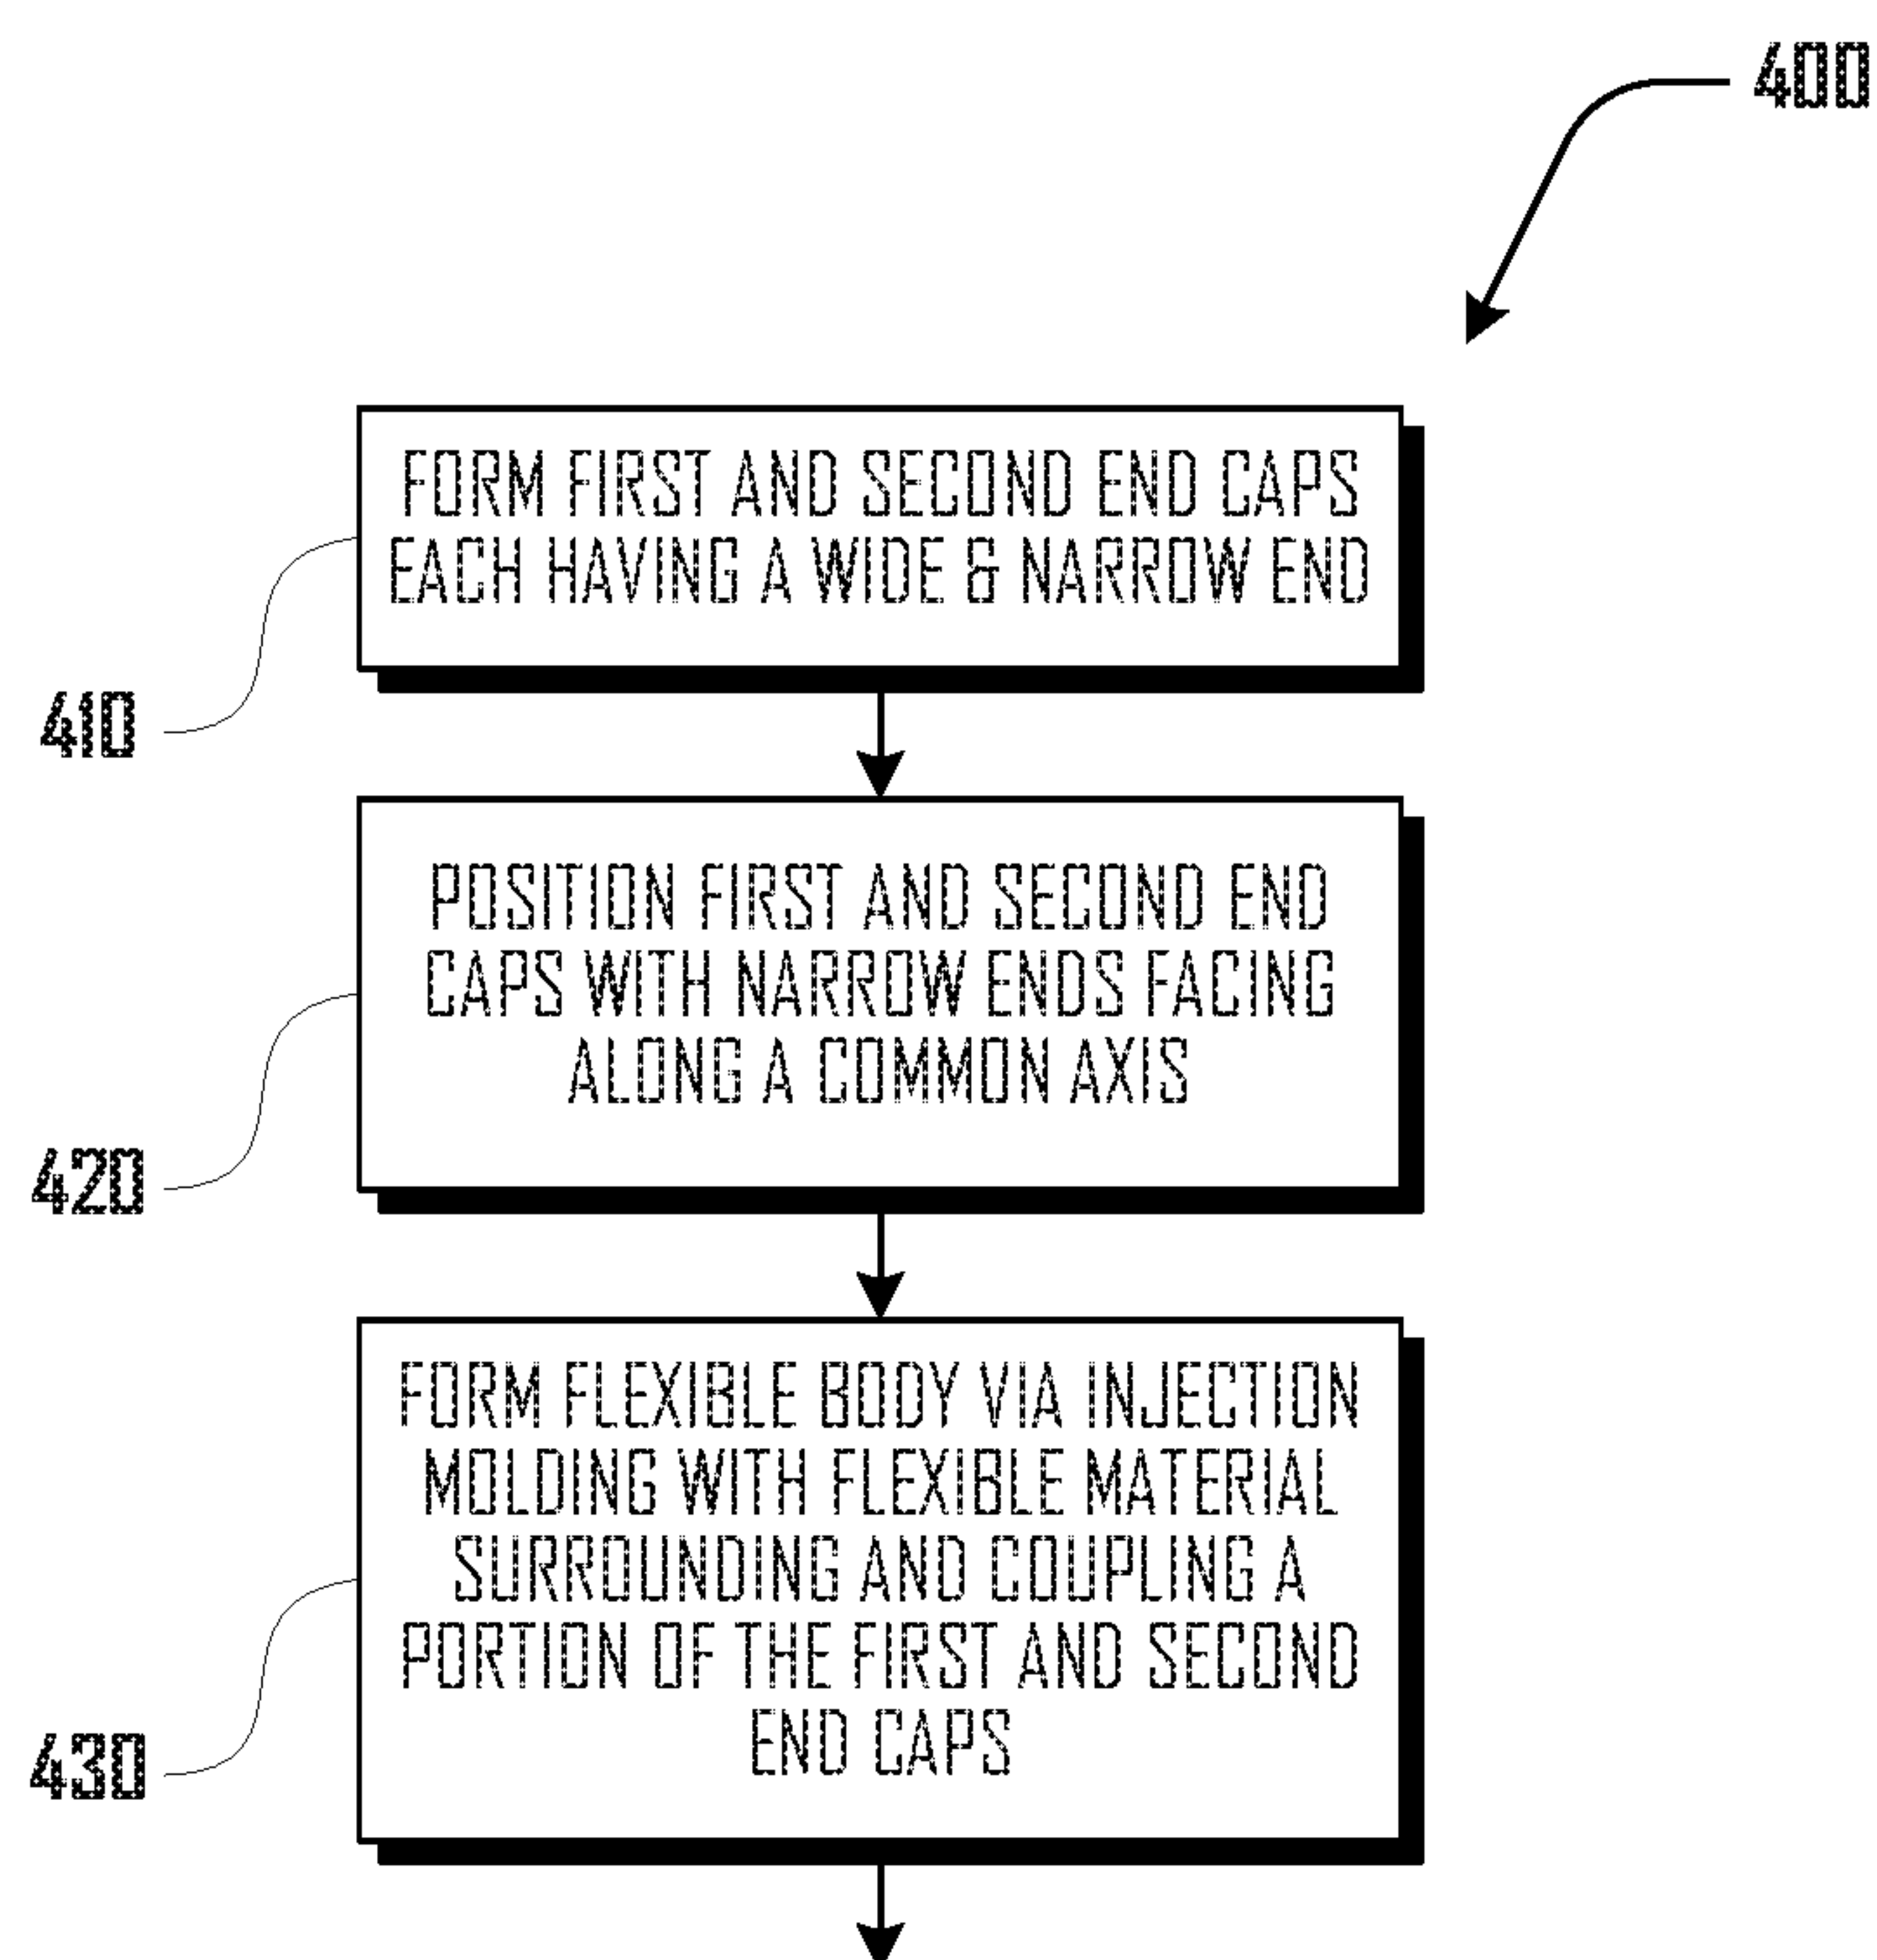 400
FORM FIRST AND SECOND END CAPS
EACH HAVING A WIDE & NARROW END
410
POSITION FIRST AND SECOND END
CAPS WITH NARROW ENDS FACING
ALONG A COMMON AXIS
420
FORM FLEXIBLE BODY VIA INJECTION
MOLDING WITH FLEXIBLE MATERIAL
SURROUNDING AND COUPLING A
PORTION OF THE FIRST AND SECOND
END CAPS
430